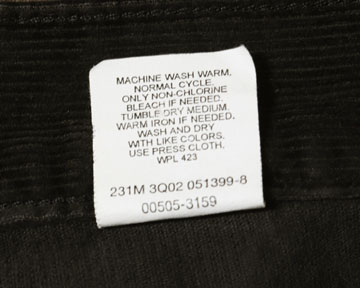 MACHINE WASH WARM.
NORMAL CYCLE.
ONLY NON-CHLORINE
BLEACH IF NEEDED.
TUMBLE DRY MEDIUM.
WARM IRON IF NEEDED.
WASH AND DRY
WITH LIKE COLORS.
USE PRESS CLOTH.
WPL 423
231M 3Q02 051399-8
00505-3159